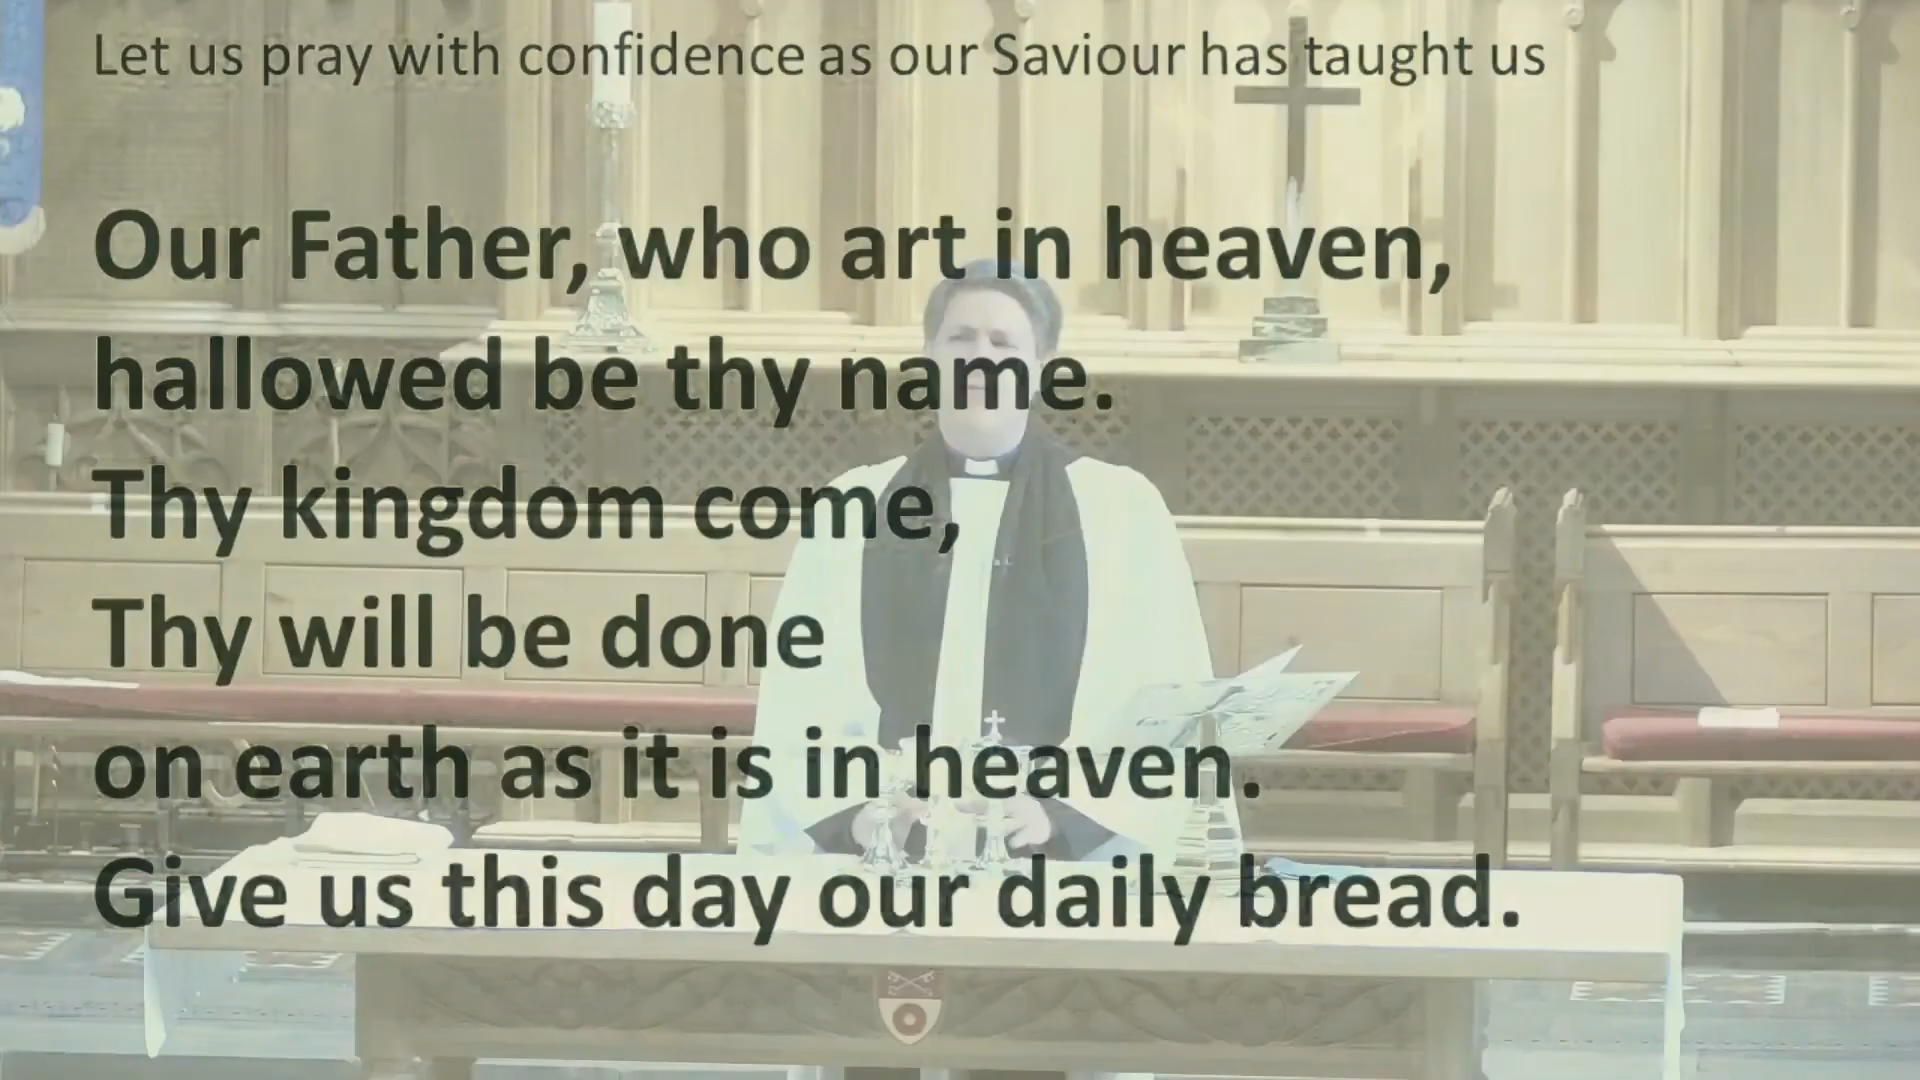 Let us pray with confidence as our Saviour has taught us
Our Father, who art in heaven,
hallowed be thy name.
Thy kingdom come,
Thy will be done
on earth as it is in heaven.
Give us this day our daily bread.